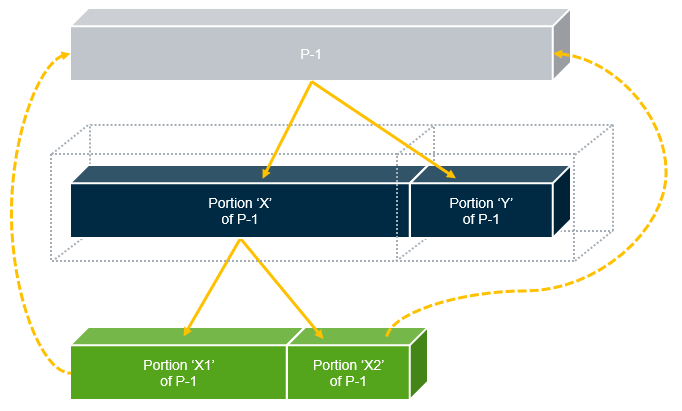 P-1
Portion ‘X’
of P-1
Portion ‘Y’
of P-1
Portion ‘X1’
of P-1
Portion ‘X2’
of P-1